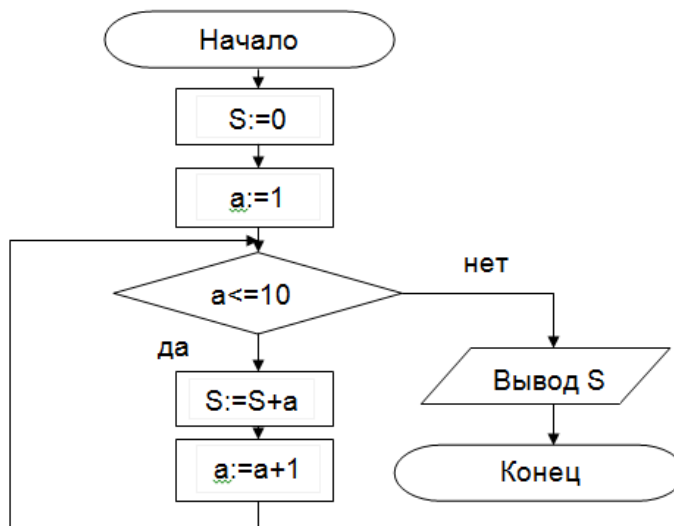 Начало
S:=0
a:=1
a<=10
нет
да
S:=S+a
Вывод S
a:=a+1
Конец